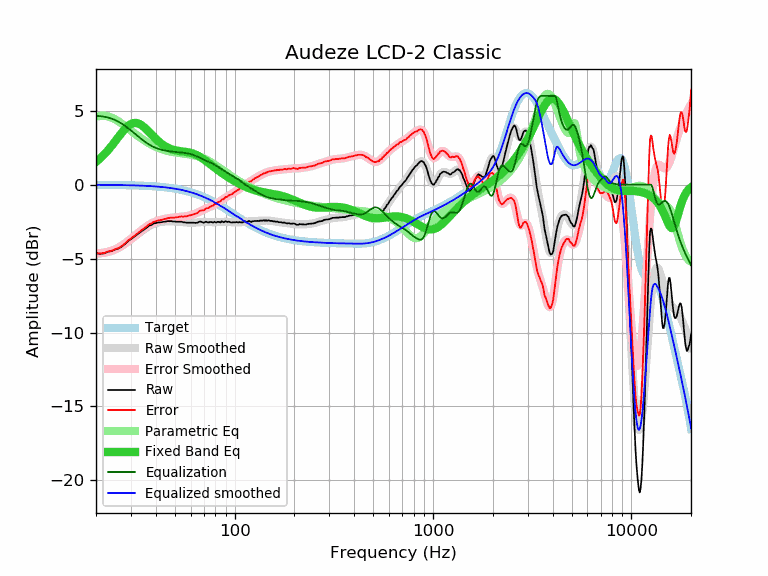 Audeze LCD-2 Classic
Amplitude (dBr)
5
0
−5
−10
−15
−20
Target
Raw Smoothed
Error Smoothed
Raw
Error
Parametric Eq
Fixed Band Eq
Equalization
Equalized smoothed
100
1000
10000
Frequency (Hz)